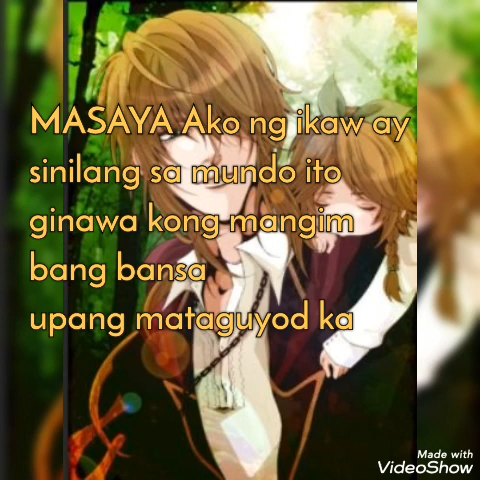 MASAYA Ako ng ikaw ay
sinilang sa mundo ito
ginawa kong mangim
bang bansa
upang mataguyod ka
Made with
VideoShow